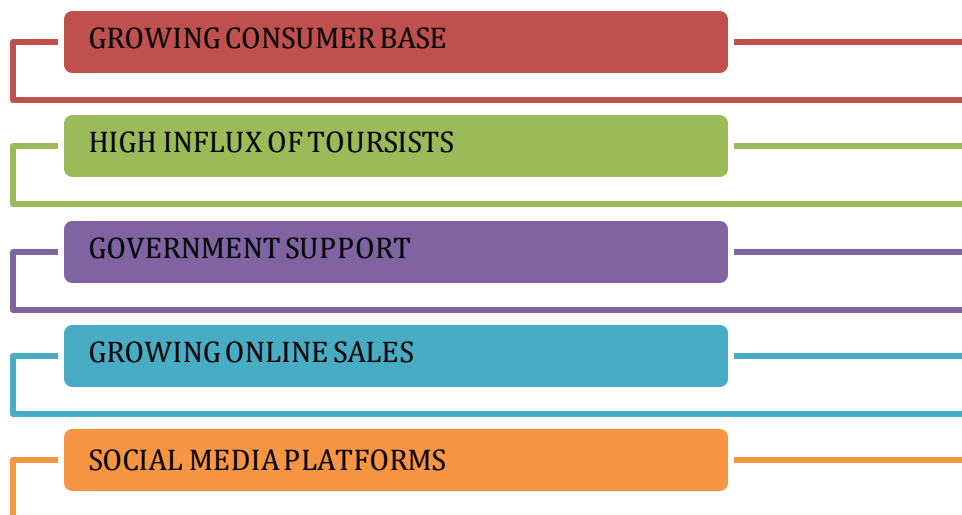 GROWING CONSUMER BASE
HIGH INFLUX OF TOURSISTS
GOVERNMENT SUPPORT
GROWING ONLINE SALES
SOCIAL MEDIA PLATFORMS